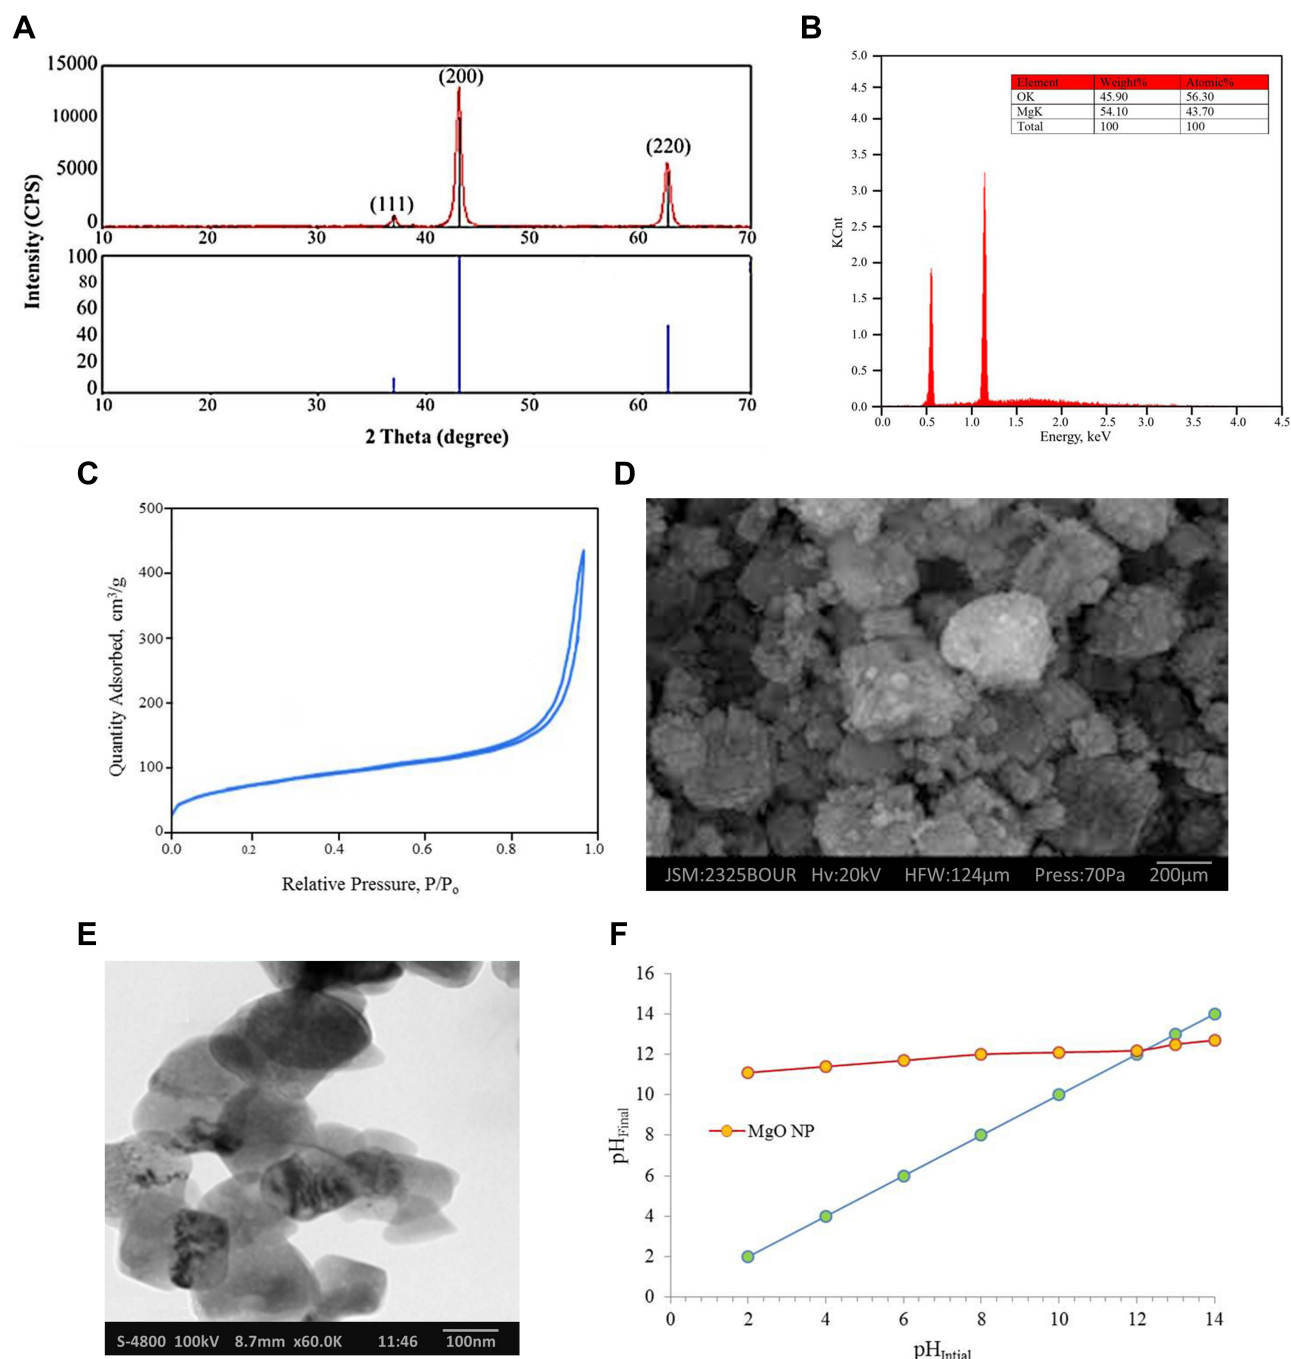 A
15000
10000
5000
0
(111)
(200)
(220)
10 20 30 40 50 60 70
Intensity (CPS)
100
80
60
40
20
0
10 20 30 40 50 60 70
2 Theta (degree)
B
5.0
4.5
4.0
3.5
3.0
2.5
2.0
1.5
1.0
0.5
0.0
KCnt
Element Weight% Atomic%
OK 45.90 56.30
MgK 54.10 43.70
Total 100 100
0.0 0.5 1.0 1.5 2.0 2.5 3.0 3.5 4.0 4.5
Energy, keV
C
500
400
300
200
100
0
Quantity Adsorbed, cm³/g
0.0 0.2 0.4 0.6 0.8 1.0
Relative Pressure, P/Pₒ
D
JSM:2325BOUR Hv:20kV HFW:124μm Press:70Pa 200μm
E
S-4800 100kV 8.7mm x60.0K 11:46 100nm
F
16
14
12
10
8
6
4
2
0
pHFinal
MgO NP
0 2 4 6 8 10 12 14
pHIntial